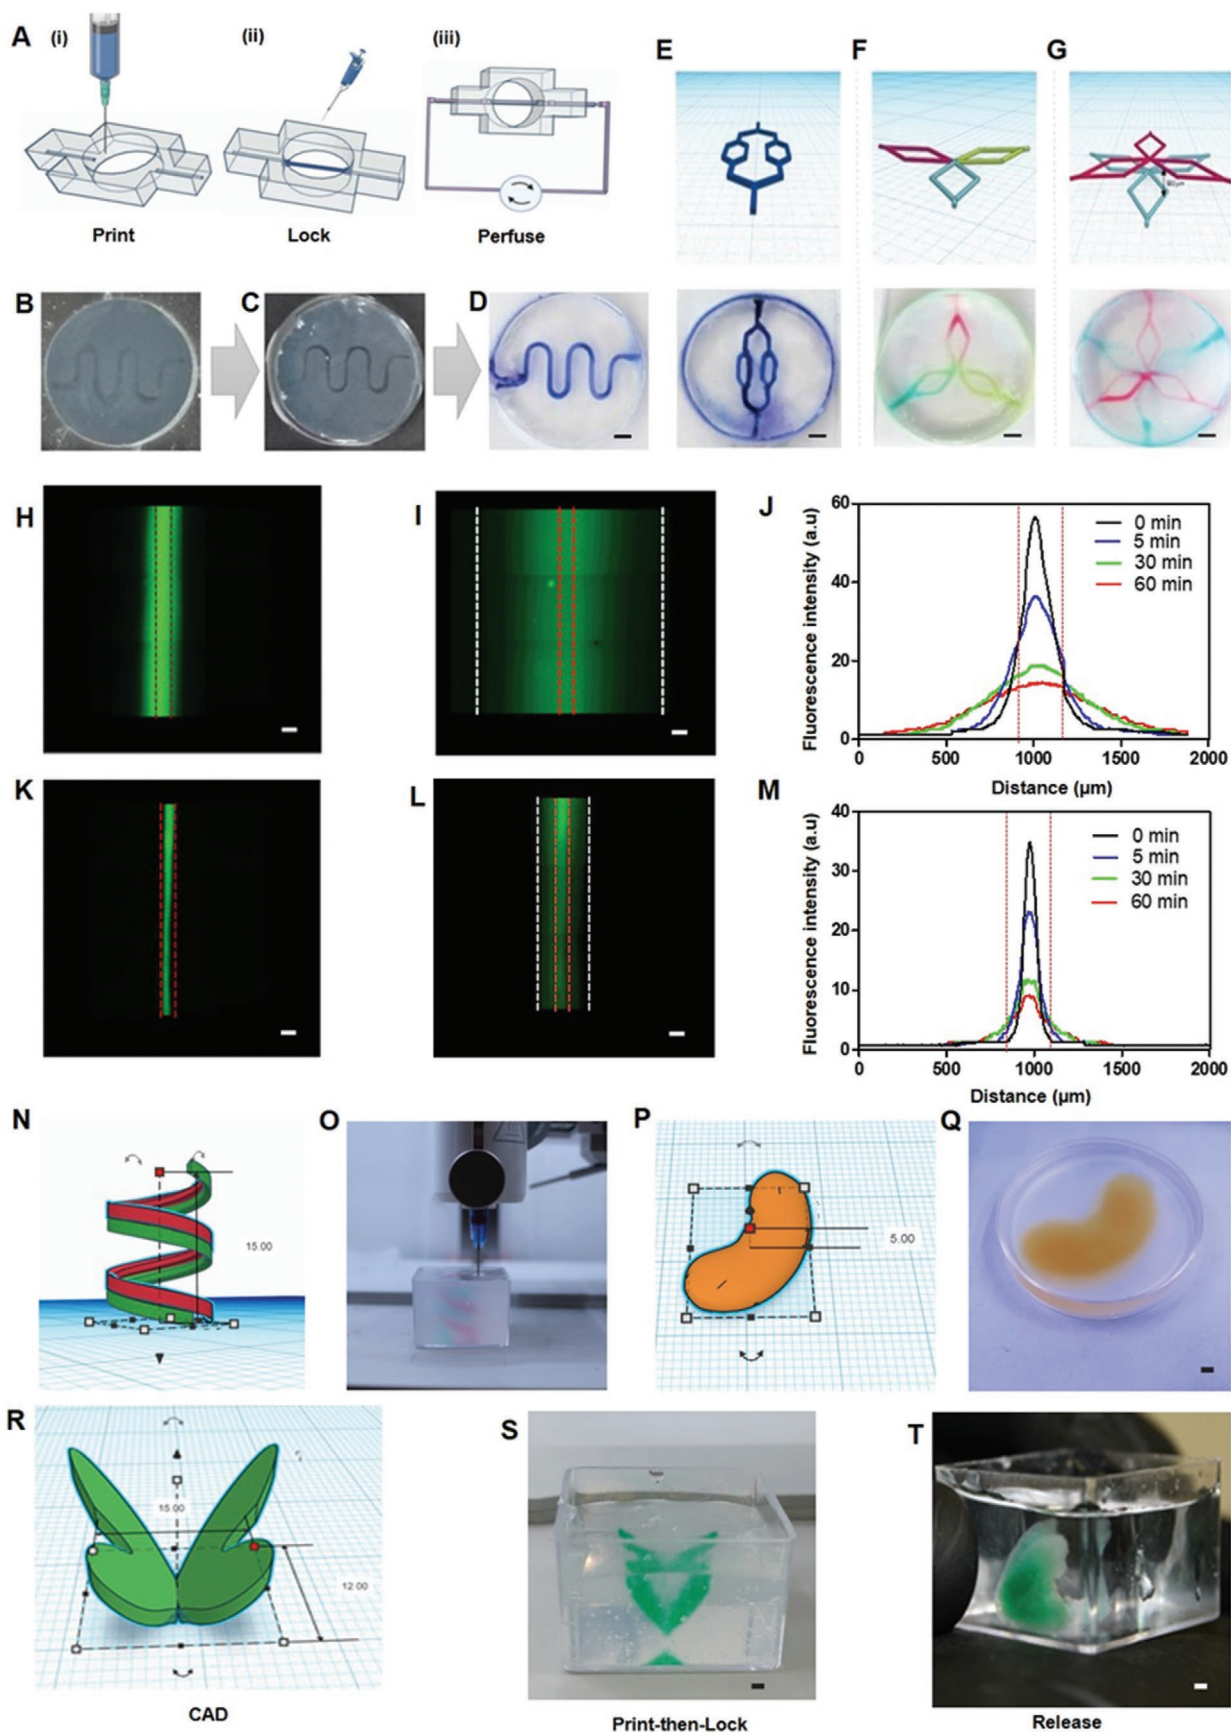 A (i) (ii) (iii)
Print
Lock
Perfuse
E
F
G
B
C
D
H
I
J
Fluorescence intensity (a.u)
60
40
20
0
0 min
5 min
30 min
60 min
0 500 1000 1500 2000
Distance (µm)
K
L
M
Fluorescence intensity (a.u)
40
30
20
10
0
0 min
5 min
30 min
60 min
0 500 1000 1500 2000
Distance (µm)
N
15.00
O
P
5.00
Q
R
15.00
12.00
CAD
S
Print-then-Lock
T
Release